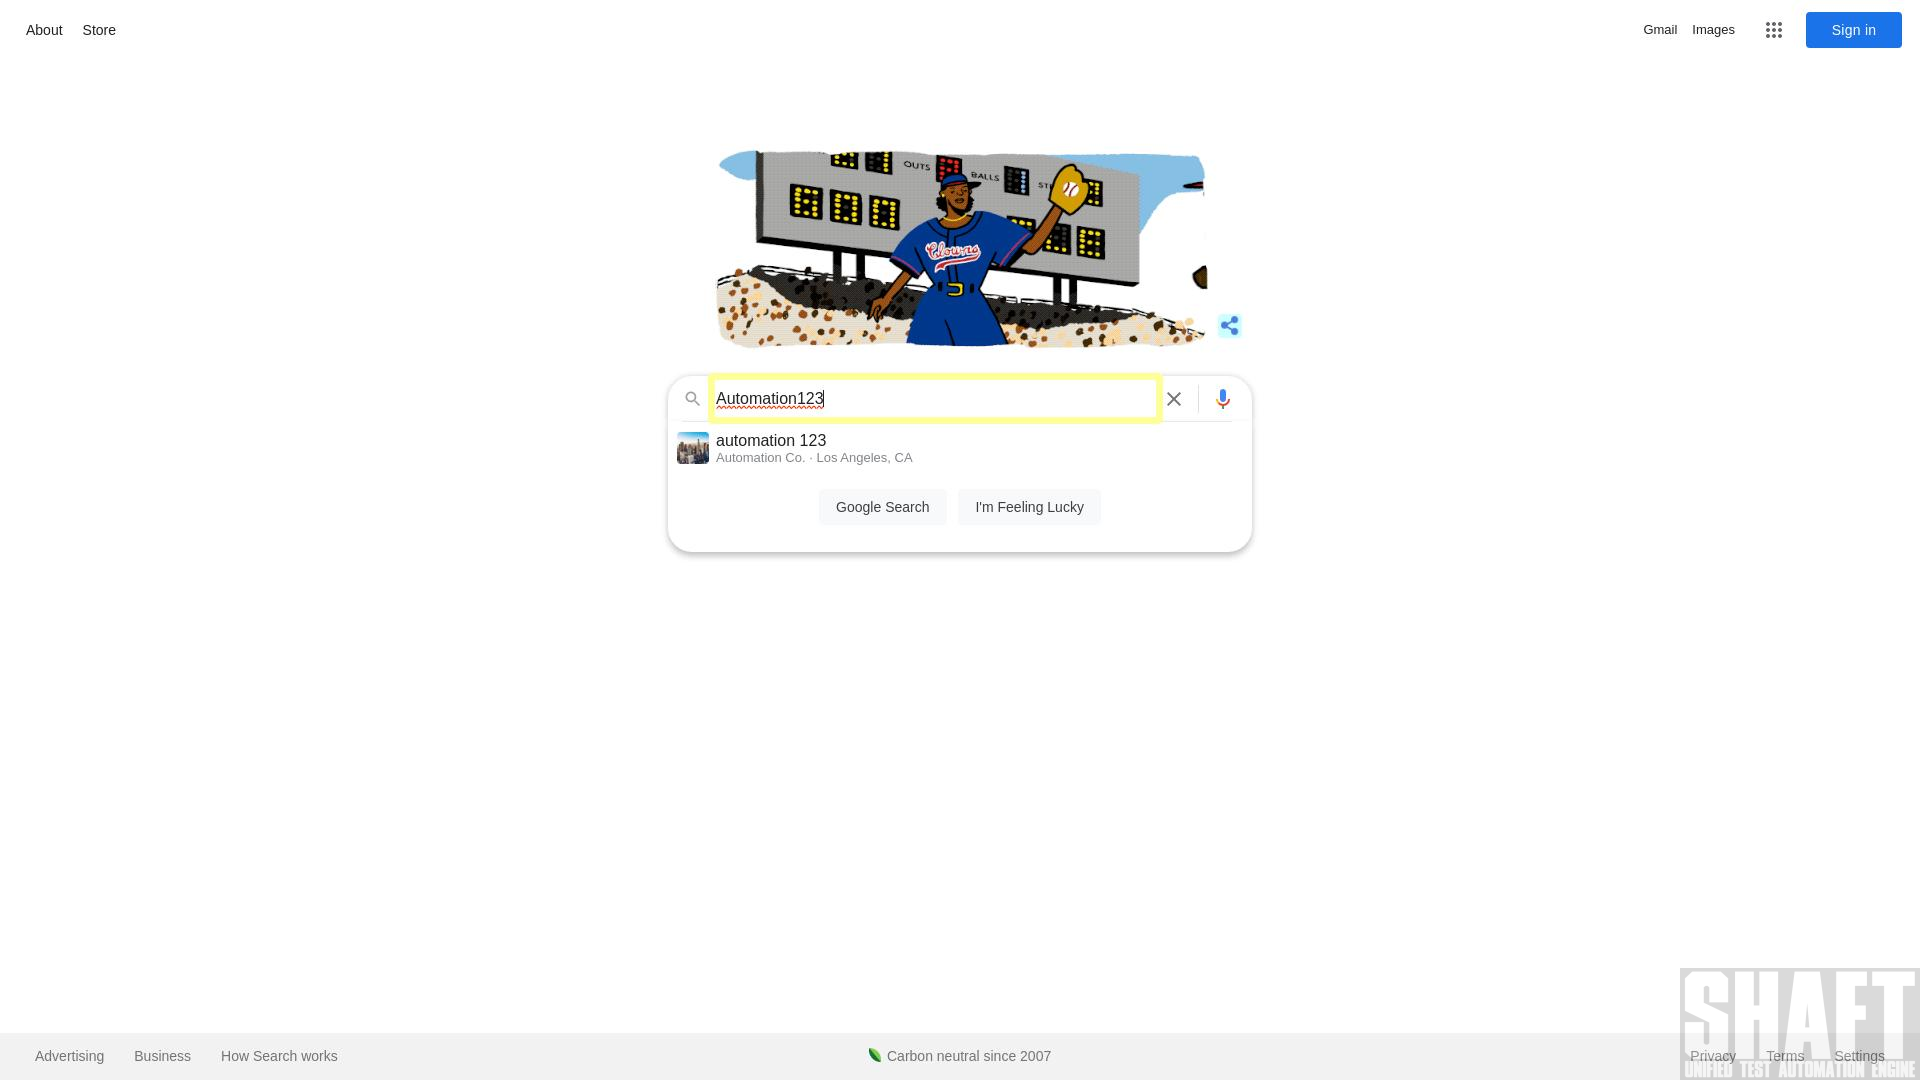 About Store
Gmail Images Sign in
OUTS BALLS
Clowns
Automation123
automation 123
Automation Co. · Los Angeles, CA
Google Search I'm Feeling Lucky
SHAFT
UNIFIED TEST AUTOMATION ENGINE
Advertising Business How Search works Carbon neutral since 2007 Privacy Terms Settings